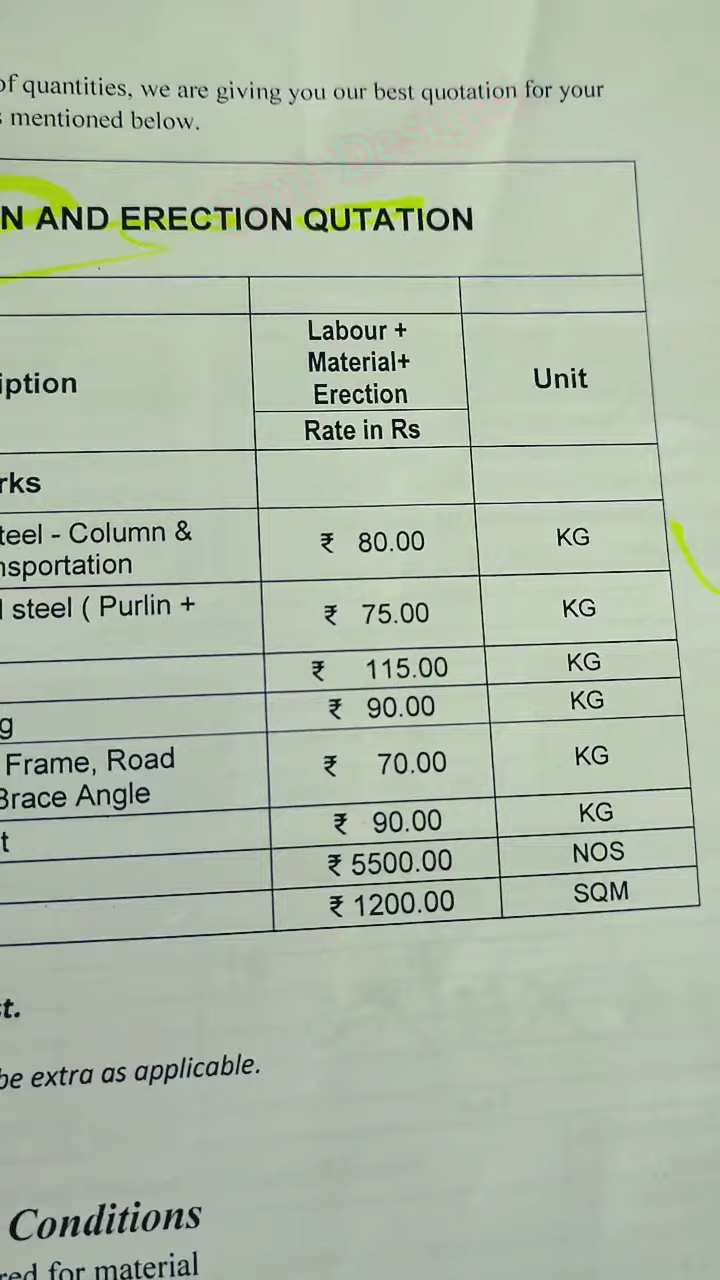 of quantities, we are giving you our best quotation for your
mentioned below.
N AND ERECTION QUTATION
iption
Labour +
Material+
Erection
Rate in Rs
Unit
rks
teel - Column &
nsportation
₹ 80.00
KG
steel ( Purlin +
₹ 75.00
KG
₹ 115.00
KG
g
₹ 90.00
KG
Frame, Road
Brace Angle
₹ 70.00
KG
t
₹ 90.00
KG
₹ 5500.00
NOS
₹ 1200.00
SQM
st.
be extra as applicable.
Conditions
red for material